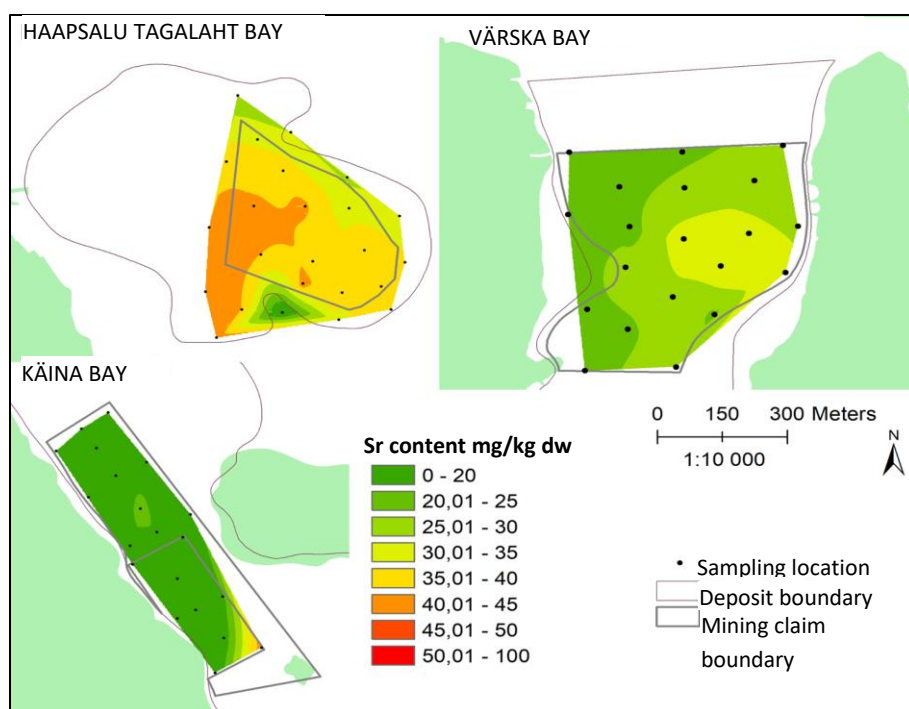 HAAPSALU TAGALAHT BAY
VÄRSKA BAY
KÄINA BAY
0 150 300 Meters
1:10 000
N
Sr content mg/kg dw
0 - 20
20,01 - 25
25,01 - 30
30,01 - 35
35,01 - 40
40,01 - 45
45,01 - 50
50,01 - 100
Sampling location
Deposit boundary
Mining claim
boundary